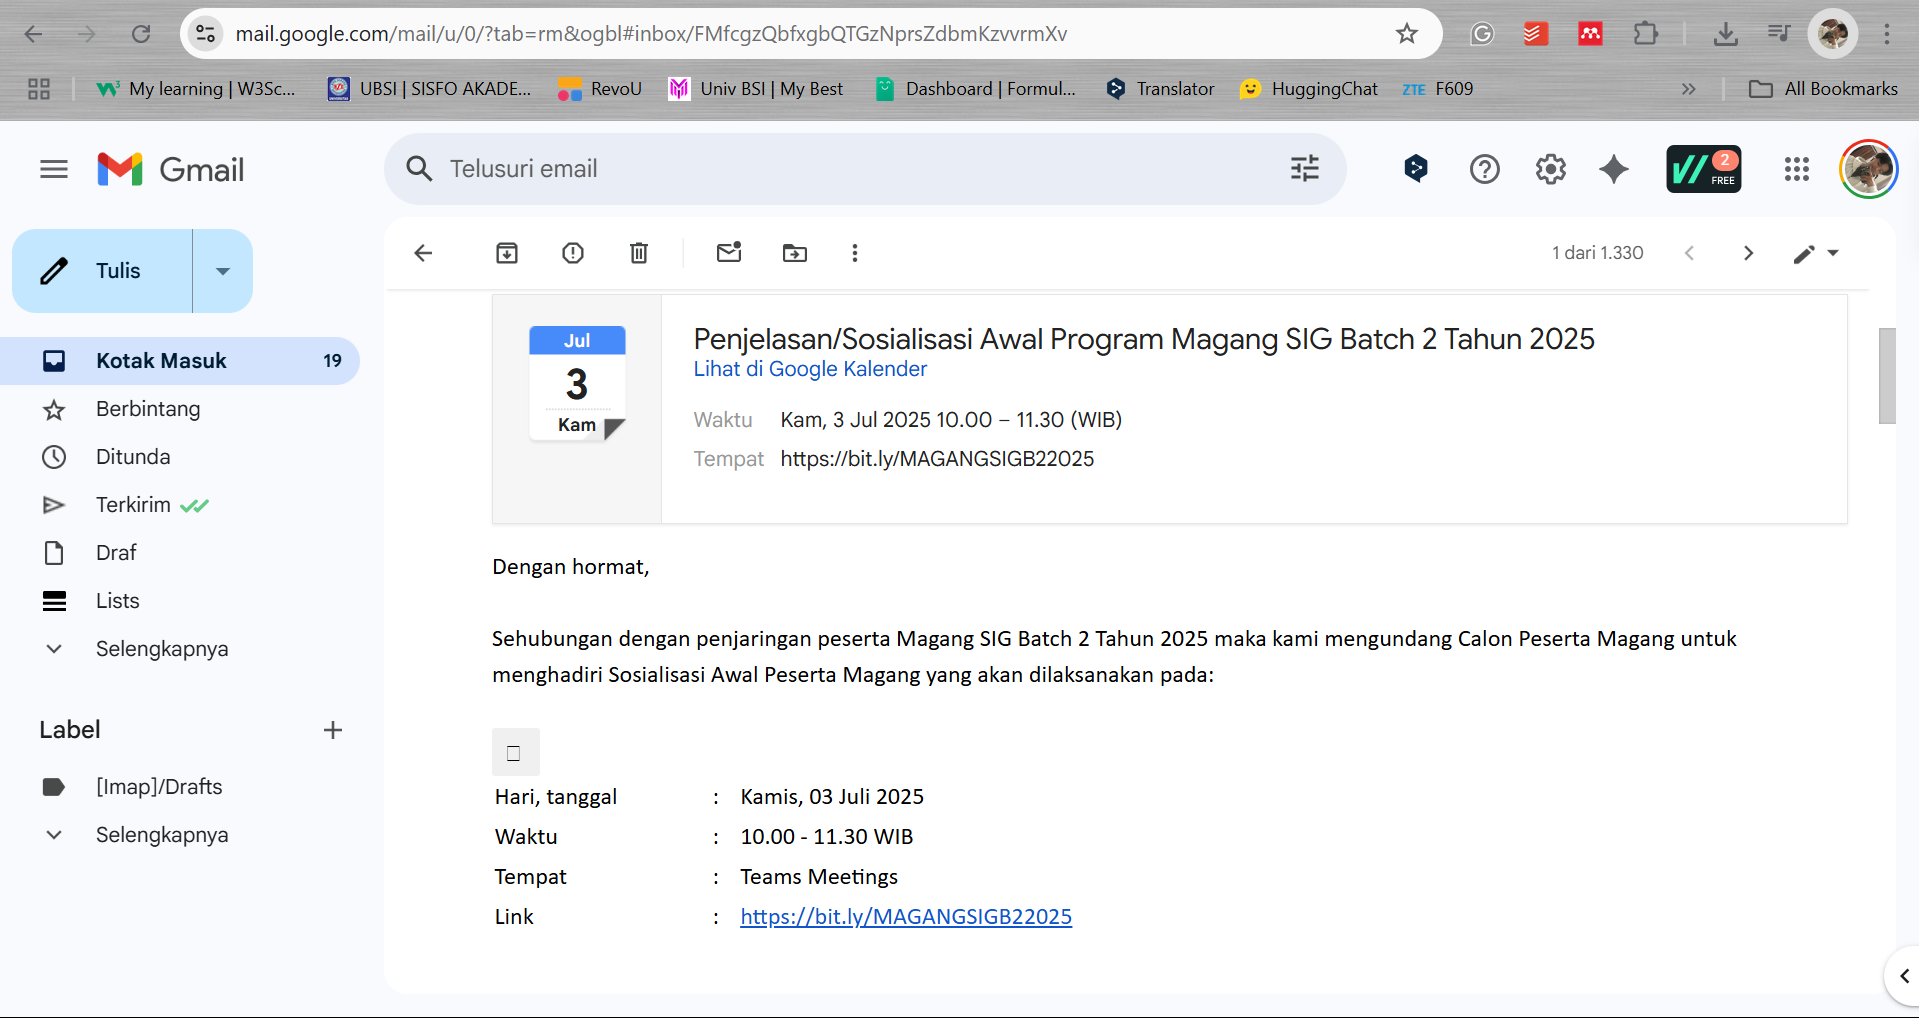 mail.google.com/mail/u/0/?tab=rm&ogbl#inbox/FMfcgzQbfxgbQTGzNprsZdbmKzvvrmXv
My learning | W3Sc...
UBSI | SISFO AKADE...
RevoU
Univ BSI | My Best
Dashboard | Formul...
Translator
HuggingChat
ZTE F609
All Bookmarks
Gmail
Telusuri email
2
FREE
Tulis
1 dari 1.330
Kotak Masuk 19
Berbintang
Ditunda
Terkirim
Draf
Lists
Selengkapnya
Label
[Imap]/Drafts
Selengkapnya
Jul
3
Kam
Penjelasan/Sosialisasi Awal Program Magang SIG Batch 2 Tahun 2025
Lihat di Google Kalender
Waktu Kam, 3 Jul 2025 10.00 – 11.30 (WIB)
Tempat https://bit.ly/MAGANGSIGB22025
Dengan hormat,
Sehubungan dengan penjaringan peserta Magang SIG Batch 2 Tahun 2025 maka kami mengundang Calon Peserta Magang untuk
menghadiri Sosialisasi Awal Peserta Magang yang akan dilaksanakan pada:
Hari, tanggal : Kamis, 03 Juli 2025
Waktu : 10.00 - 11.30 WIB
Tempat : Teams Meetings
Link : https://bit.ly/MAGANGSIGB22025